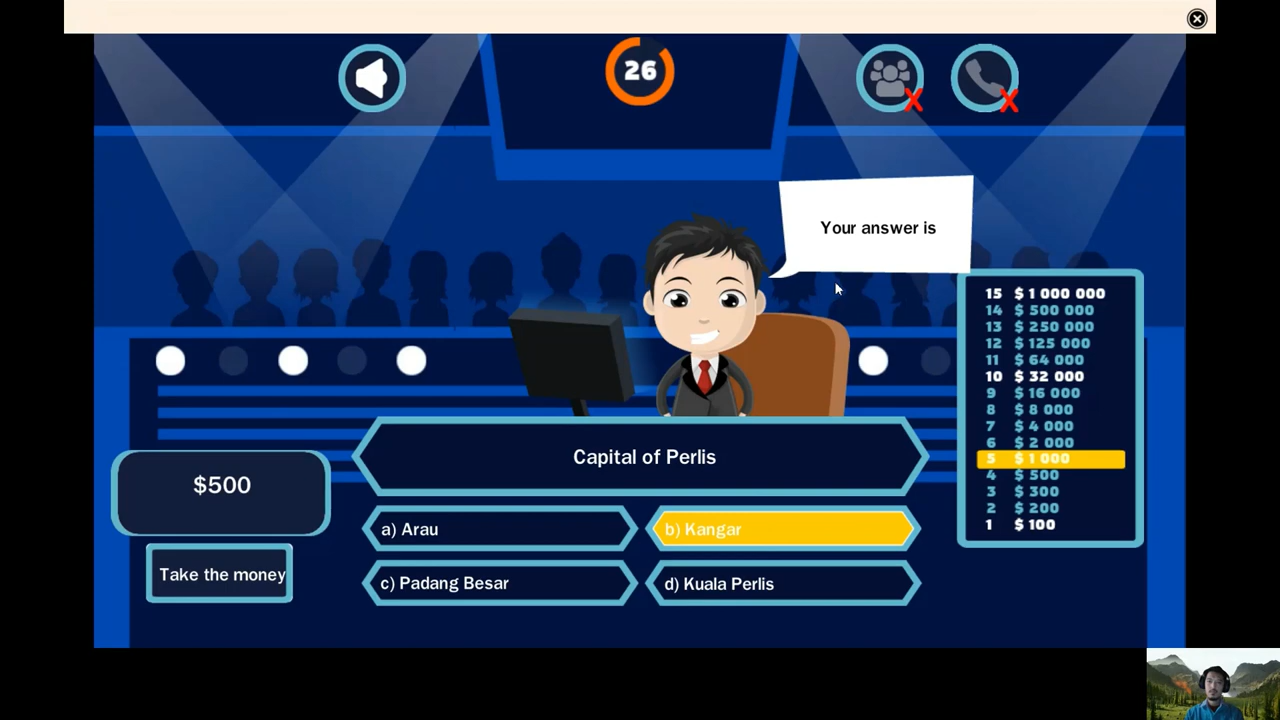 26
X
X
Your answer is
15 $ 1 000 000
14 $ 500 000
13 $ 250 000
12 $ 125 000
11 $ 64 000
10 $ 32 000
9 $ 16 000
8 $ 8 000
7 $ 4 000
6 $ 2 000
5 $ 1 000
4 $ 500
3 $ 300
2 $ 200
1 $ 100
Capital of Perlis
$500
a) Arau
b) Kangar
Take the money
c) Padang Besar
d) Kuala Perlis